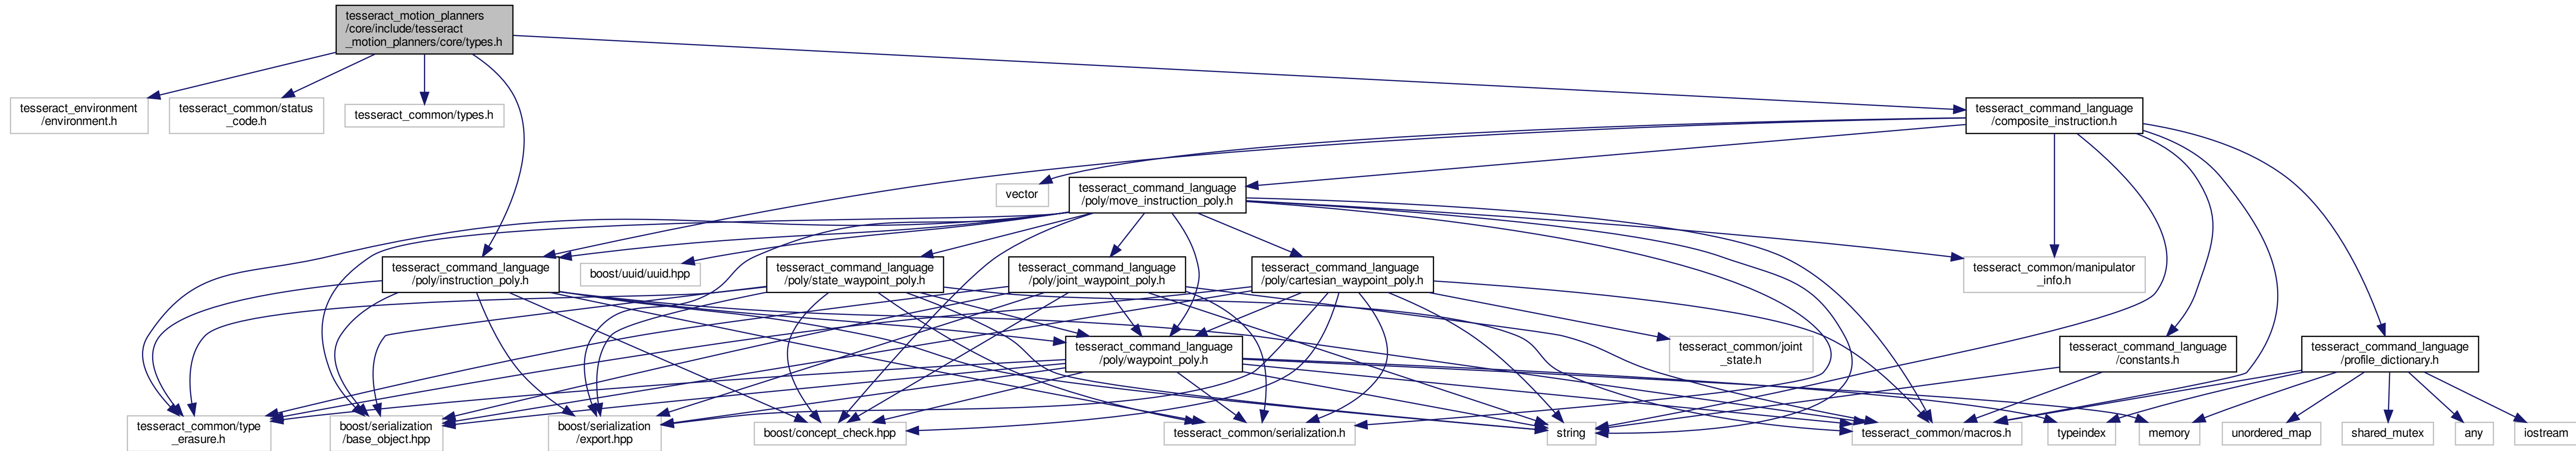 tesseract_motion_planners
/core/include/tesseract
_motion_planners/core/types.h
tesseract_environment
/environment.h
tesseract_common/status
_code.h
tesseract_common/types.h
tesseract_command_language
/composite_instruction.h
vector
tesseract_command_language
/poly/move_instruction_poly.h
tesseract_command_language
/poly/instruction_poly.h
boost/uuid/uuid.hpp
tesseract_command_language
/poly/state_waypoint_poly.h
tesseract_command_language
/poly/joint_waypoint_poly.h
tesseract_command_language
/poly/cartesian_waypoint_poly.h
tesseract_common/manipulator
_info.h
tesseract_command_language
/poly/waypoint_poly.h
tesseract_common/joint
_state.h
tesseract_command_language
/constants.h
tesseract_command_language
/profile_dictionary.h
tesseract_common/type
_erasure.h
boost/serialization
/base_object.hpp
boost/serialization
/export.hpp
boost/concept_check.hpp
tesseract_common/serialization.h
string
tesseract_common/macros.h
typeindex
memory
unordered_map
shared_mutex
any
iostream